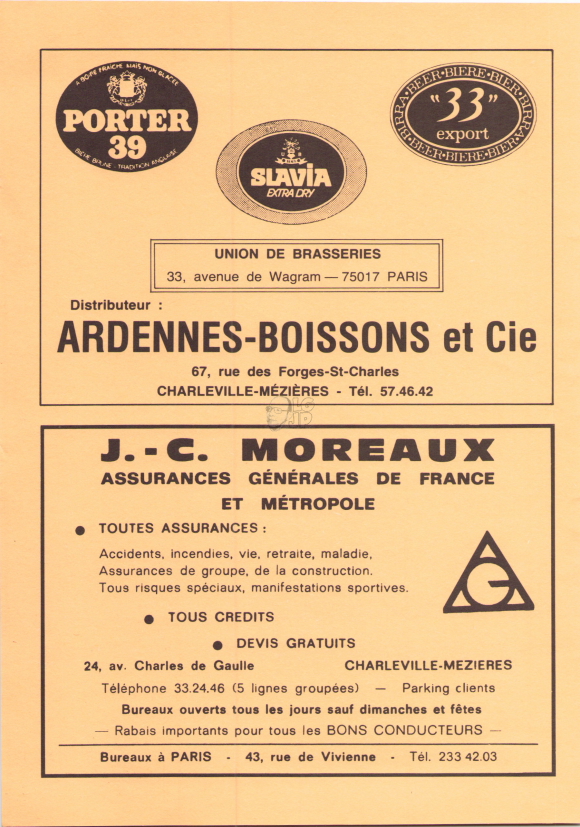 A BOIRE FRAICHE MAIS NON GLACEE
PORTER
39
BIERE BRUNE - TRADITION ANGLAISE
BEER•BIERE•BIER•BIRRA•BEER•BIERE•BIER•BIRRA
"33"
export
SLAVIA
EXTRA DRY
UNION DE BRASSERIES
33, avenue de Wagram — 75017 PARIS
Distributeur :
ARDENNES-BOISSONS et Cie
67, rue des Forges-St-Charles
CHARLEVILLE-MÉZIÈRES - Tél. 57.46.42
J.-C. MOREAUX
ASSURANCES GÉNÉRALES DE FRANCE
ET MÉTROPOLE
● TOUTES ASSURANCES :
Accidents, incendies, vie, retraite, maladie,
Assurances de groupe, de la construction.
Tous risques spéciaux, manifestations sportives.
AG
● TOUS CREDITS
● DEVIS GRATUITS
24, av. Charles de Gaulle CHARLEVILLE-MEZIERES
Téléphone 33.24.46 (5 lignes groupées) — Parking clients
Bureaux ouverts tous les jours sauf dimanches et fêtes
— Rabais importants pour tous les BONS CONDUCTEURS —
Bureaux à PARIS - 43, rue de Vivienne - Tél. 233 42.03